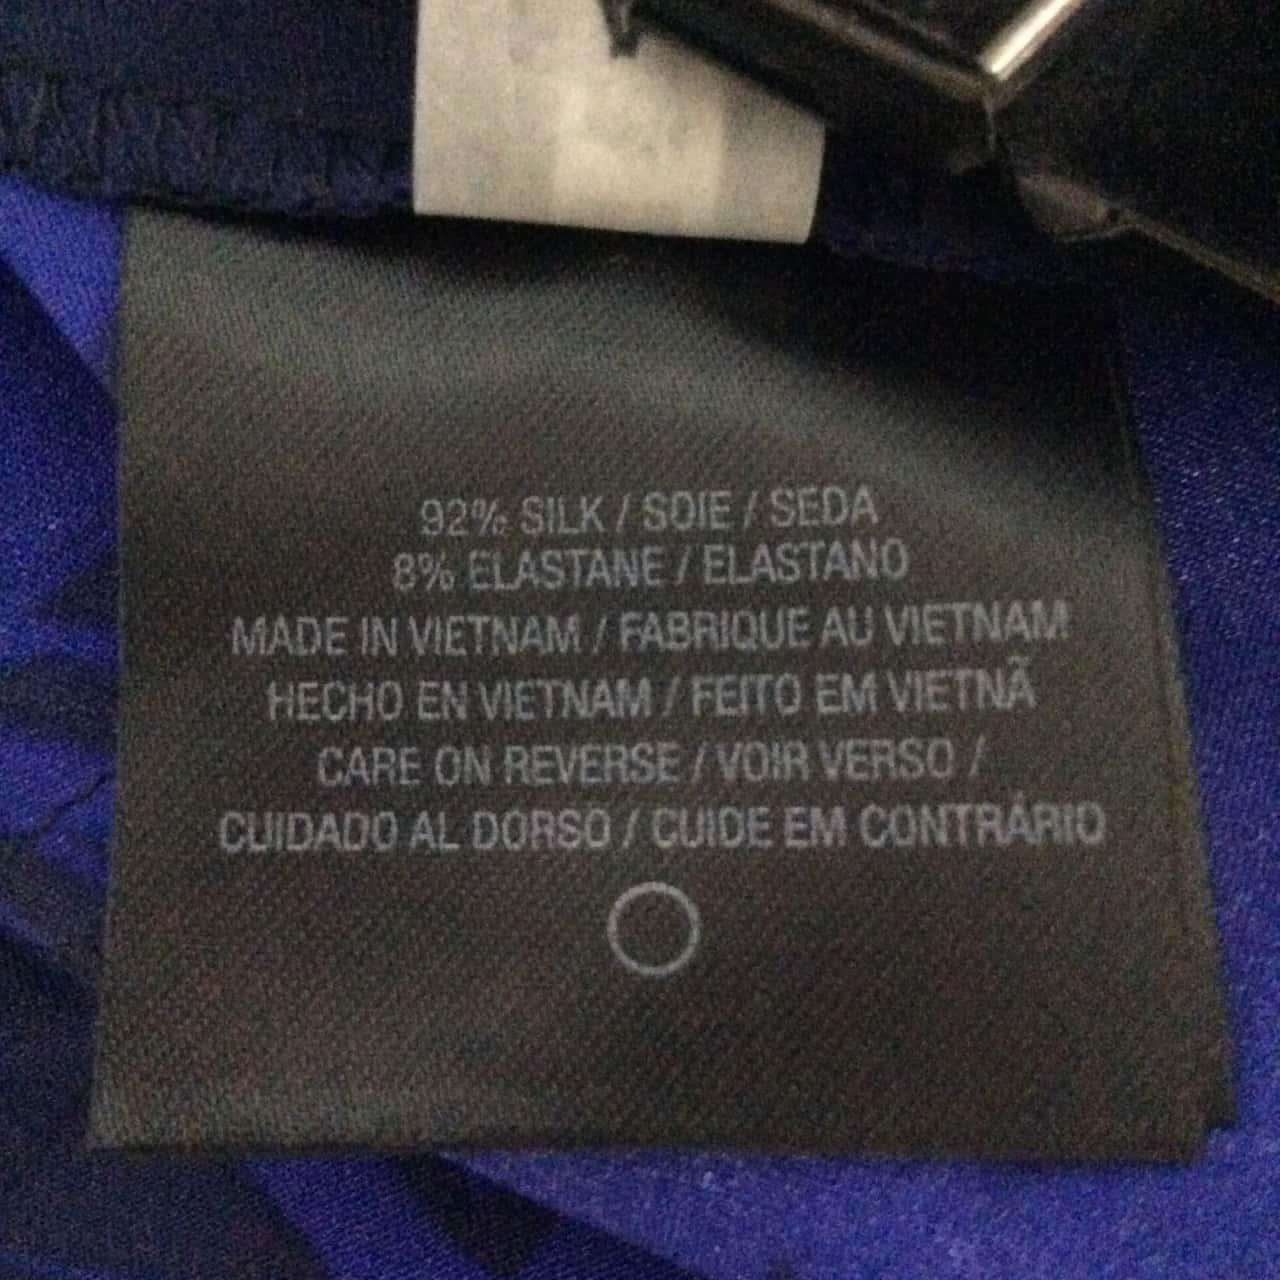 92% SILK / SOIE / SEDA
8% ELASTANE / ELASTANO
MADE IN VIETNAM / FABRIQUE AU VIETNAM
HECHO EN VIETNAM / FEITO EM VIETNÃ
CARE ON REVERSE / VOIR VERSO /
CUIDADO AL DORSO / CUIDE EM CONTRÁRIO